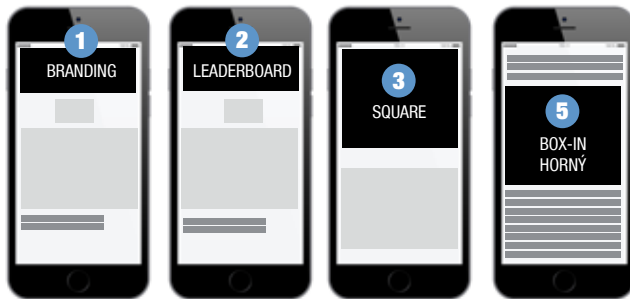 1
BRANDING
2
LEADERBOARD
3
SQUARE
5
BOX-IN
HORNÝ